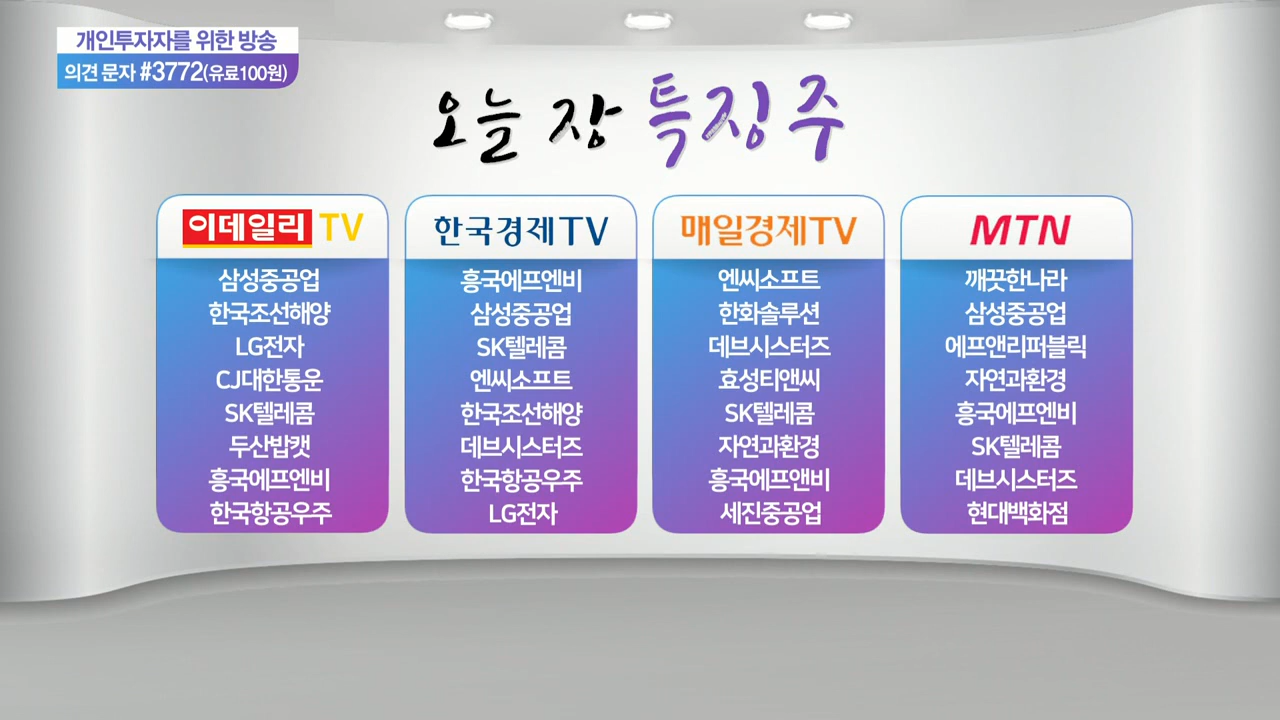 개인투자자를 위한 방송
의견 문자 #3772(유료100원)
오늘 장 특징주
이데일리 TV
삼성중공업
한국조선해양
LG전자
CJ대한통운
SK텔레콤
두산밥캣
흥국에프엔비
한국항공우주
한국경제TV
흥국에프엔비
삼성중공업
SK텔레콤
엔씨소프트
한국조선해양
데브시스터즈
한국항공우주
LG전자
매일경제TV
엔씨소프트
한화솔루션
데브시스터즈
효성티앤씨
SK텔레콤
자연과환경
흥국에프앤비
세진중공업
MTN
깨끗한나라
삼성중공업
에프앤리퍼블릭
자연과환경
흥국에프엔비
SK텔레콤
데브시스터즈
현대백화점